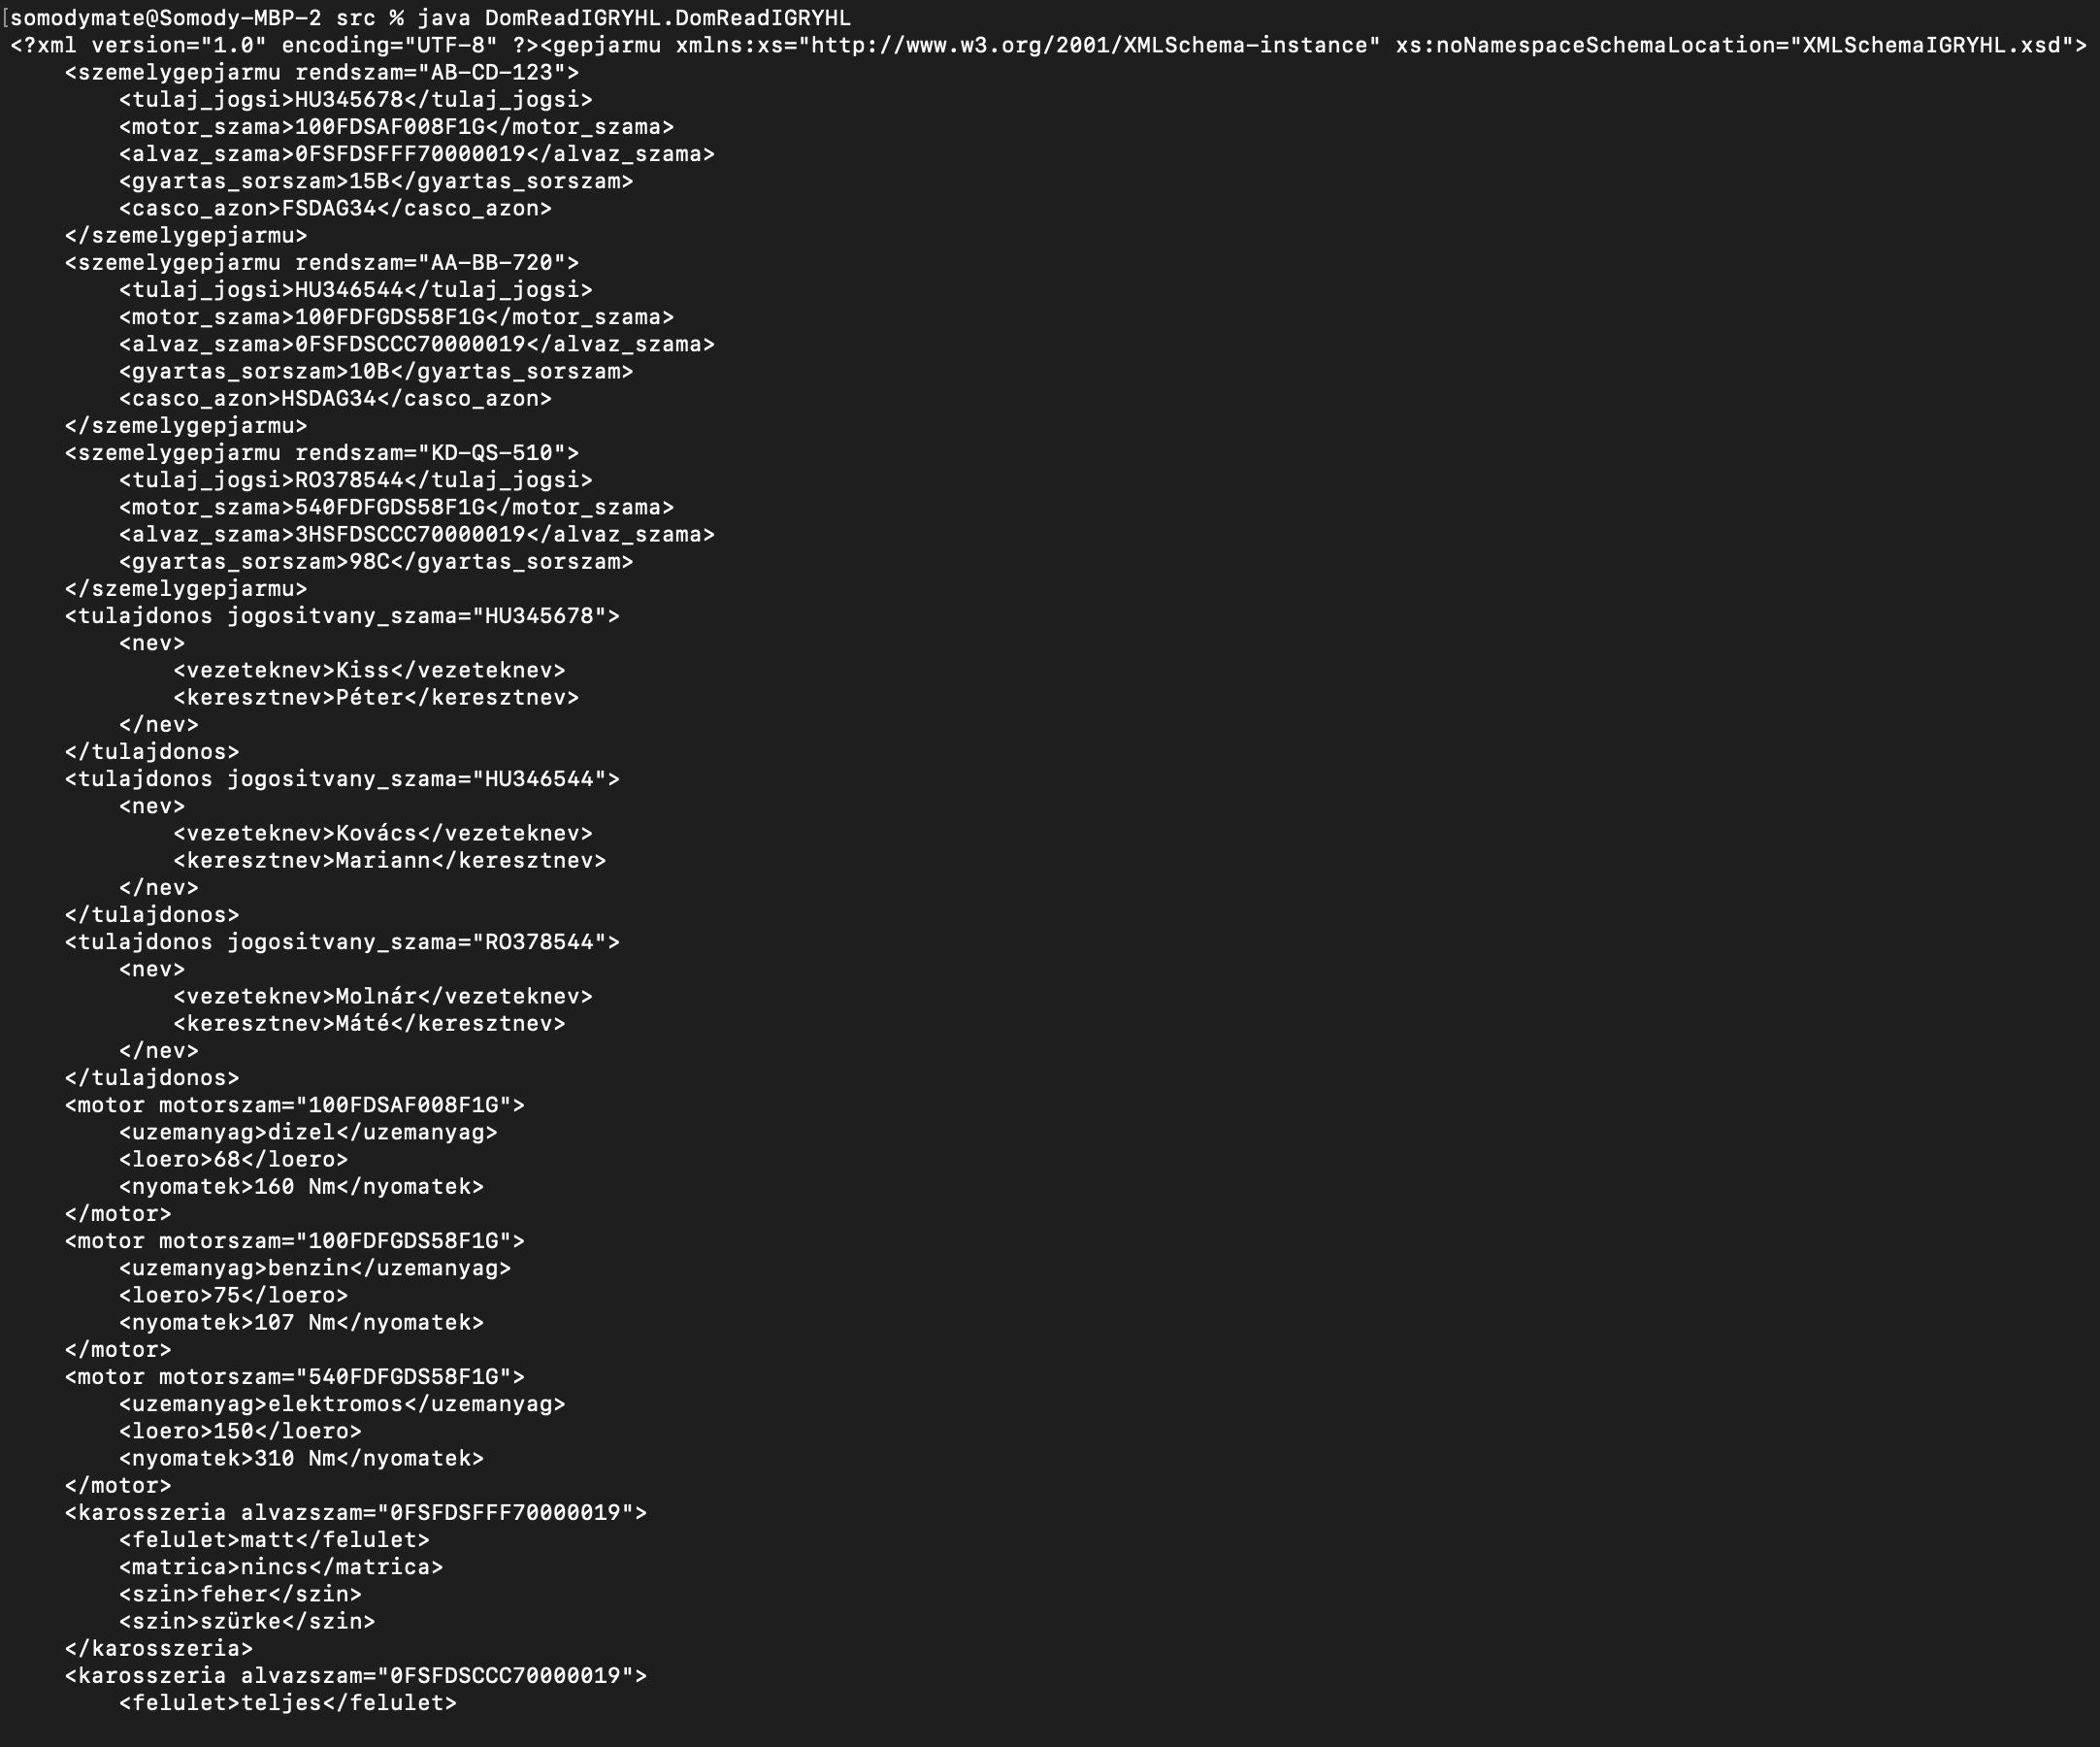 [somodymate@Somody-MBP-2 src % java DomReadIGRYHL.DomReadIGRYHL
<?xml version="1.0" encoding="UTF-8" ?><gepjarmu xmlns:xs="http://www.w3.org/2001/XMLSchema-instance" xs:noNamespaceSchemaLocation="XMLSchemaIGRYHL.xsd">
    <szemelygepjarmu rendszam="AB-CD-123">
        <tulaj_jogsi>HU345678</tulaj_jogsi>
        <motor_szama>100FDSAF008F1G</motor_szama>
        <alvaz_szama>0FSFDSFFF70000019</alvaz_szama>
        <gyartas_sorszam>15B</gyartas_sorszam>
        <casco_azon>FSDAG34</casco_azon>
    </szemelygepjarmu>
    <szemelygepjarmu rendszam="AA-BB-720">
        <tulaj_jogsi>HU346544</tulaj_jogsi>
        <motor_szama>100FDFGDS58F1G</motor_szama>
        <alvaz_szama>0FSFDSCCC70000019</alvaz_szama>
        <gyartas_sorszam>10B</gyartas_sorszam>
        <casco_azon>HSDAG34</casco_azon>
    </szemelygepjarmu>
    <szemelygepjarmu rendszam="KD-QS-510">
        <tulaj_jogsi>RO378544</tulaj_jogsi>
        <motor_szama>540FDFGDS58F1G</motor_szama>
        <alvaz_szama>3HSFDSCCC70000019</alvaz_szama>
        <gyartas_sorszam>98C</gyartas_sorszam>
    </szemelygepjarmu>
    <tulajdonos jogositvany_szama="HU345678">
        <nev>
            <vezeteknev>Kiss</vezeteknev>
            <keresztnev>Péter</keresztnev>
        </nev>
    </tulajdonos>
    <tulajdonos jogositvany_szama="HU346544">
        <nev>
            <vezeteknev>Kovács</vezeteknev>
            <keresztnev>Mariann</keresztnev>
        </nev>
    </tulajdonos>
    <tulajdonos jogositvany_szama="RO378544">
        <nev>
            <vezeteknev>Molnár</vezeteknev>
            <keresztnev>Máté</keresztnev>
        </nev>
    </tulajdonos>
    <motor motorszam="100FDSAF008F1G">
        <uzemanyag>dizel</uzemanyag>
        <loero>68</loero>
        <nyomatek>160 Nm</nyomatek>
    </motor>
    <motor motorszam="100FDFGDS58F1G">
        <uzemanyag>benzin</uzemanyag>
        <loero>75</loero>
        <nyomatek>107 Nm</nyomatek>
    </motor>
    <motor motorszam="540FDFGDS58F1G">
        <uzemanyag>elektromos</uzemanyag>
        <loero>150</loero>
        <nyomatek>310 Nm</nyomatek>
    </motor>
    <karosszeria alvazszam="0FSFDSFFF70000019">
        <felulet>matt</felulet>
        <matrica>nincs</matrica>
        <szin>feher</szin>
        <szin>szürke</szin>
    </karosszeria>
    <karosszeria alvazszam="0FSFDSCCC70000019">
        <felulet>teljes</felulet>